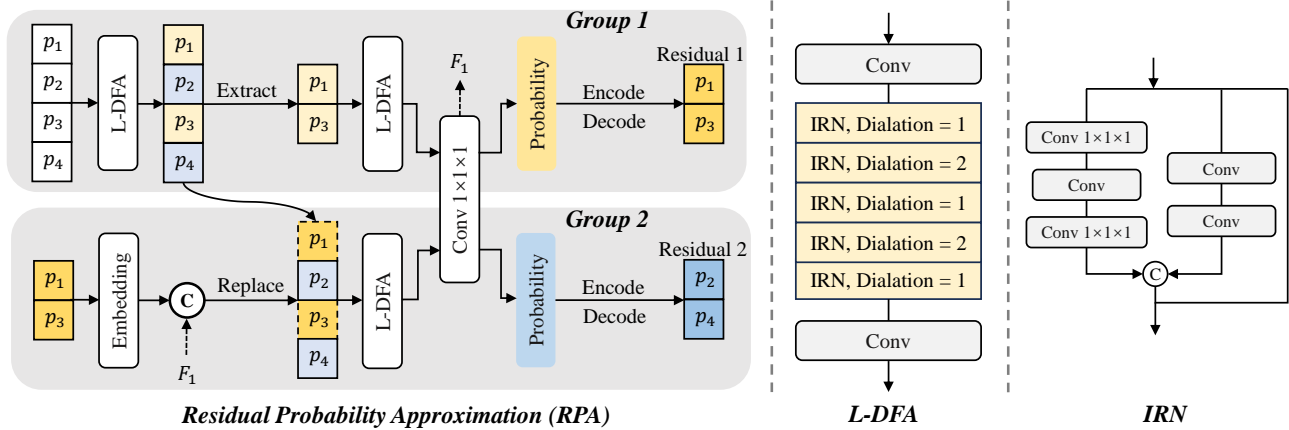 Group 1
p1
p2
p3
p4
L-DFA
p1
p2
p3
p4
Extract
p1
p3
L-DFA
F1
Conv 1×1×1
Probability
Encode
Decode
Residual 1
p1
p3
Group 2
p1
p3
Embedding
C
F1
Replace
p1
p2
p3
p4
L-DFA
Probability
Encode
Decode
Residual 2
p2
p4
Residual Probability Approximation (RPA)
Conv
IRN, Dialation = 1
IRN, Dialation = 2
IRN, Dialation = 1
IRN, Dialation = 2
IRN, Dialation = 1
Conv
L-DFA
Conv 1×1×1
Conv
Conv 1×1×1
Conv
Conv
C
IRN